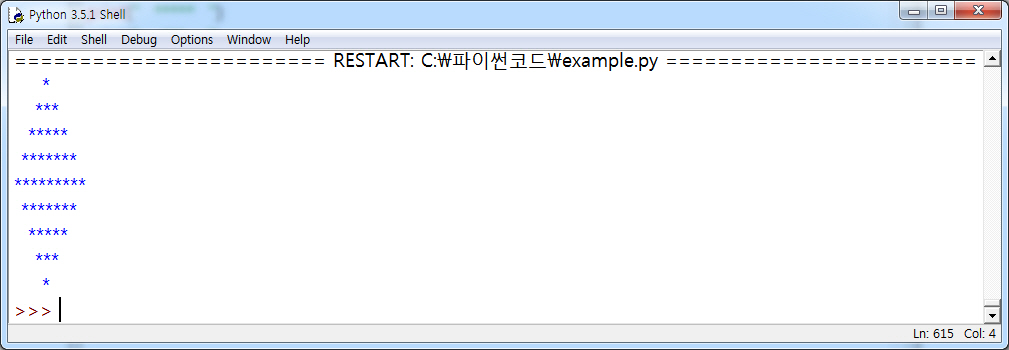 Python 3.5.1 Shell
File Edit Shell Debug Options Window Help
======================== RESTART: C:₩파이썬코드₩example.py ========================
    *
   ***
  *****
 *******
*********
 *******
  *****
   ***
    *
>>>
Ln: 615 Col: 4